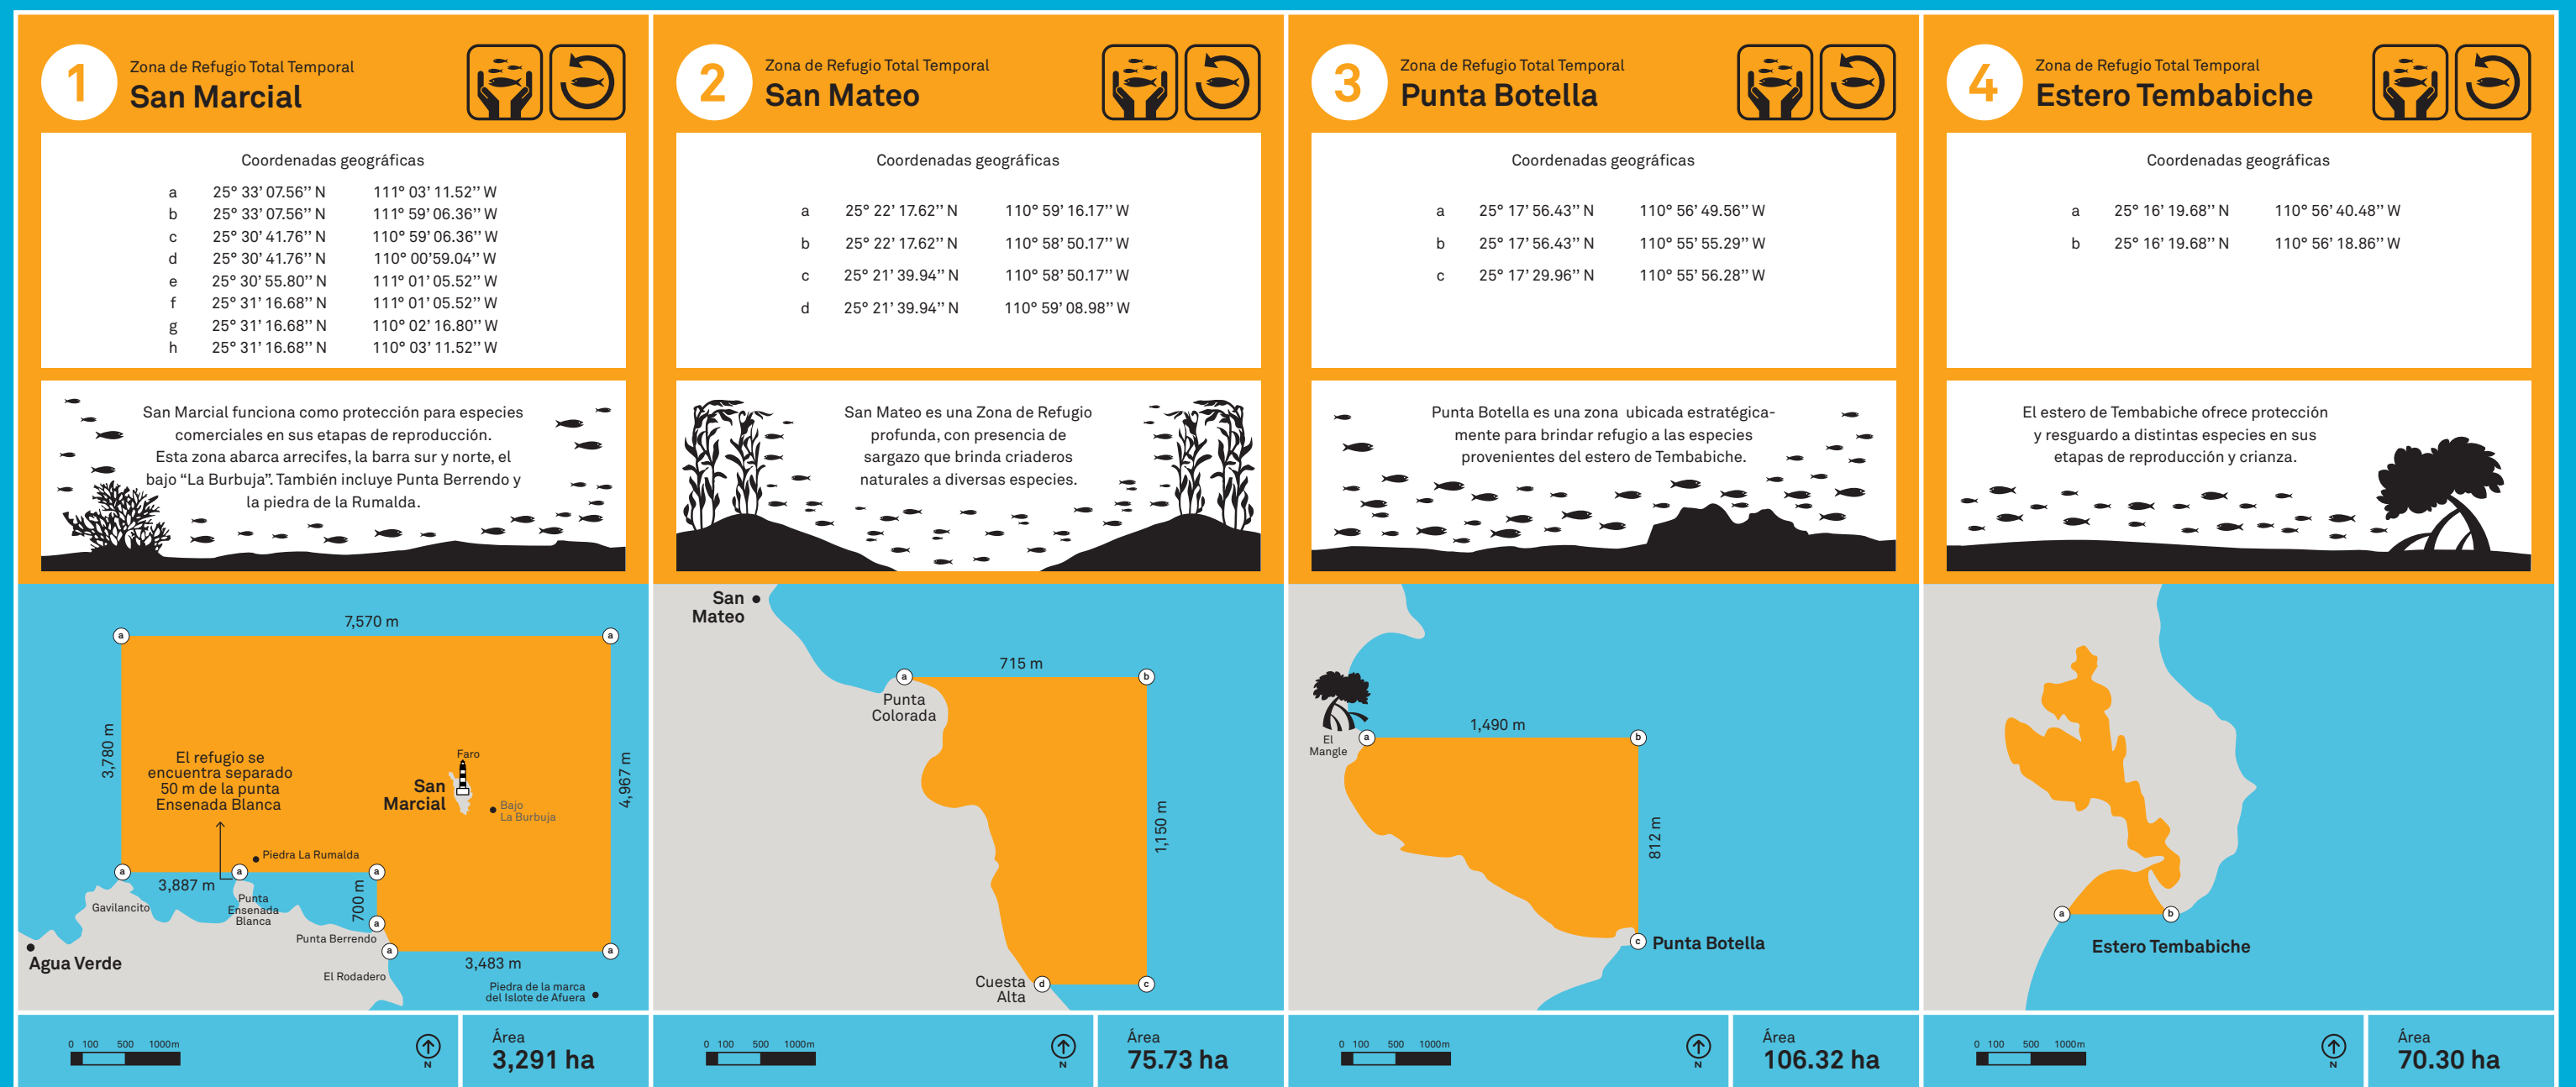 1
Zona de Refugio Total Temporal
San Marcial
Coordenadas geográficas
a 25° 33’ 07.56’’ N 111° 03’ 11.52’’ W
b 25° 33’ 07.56’’ N 111° 59’ 06.36’’ W
c 25° 30’ 41.76’’ N 110° 59’ 06.36’’ W
d 25° 30’ 41.76’’ N 110° 00’59.04’’ W
e 25° 30’ 55.80’’ N 111° 01’ 05.52’’ W
f 25° 31’ 16.68’’ N 111° 01’ 05.52’’ W
g 25° 31’ 16.68’’ N 110° 02’ 16.80’’ W
h 25° 31’ 16.68’’ N 110° 03’ 11.52’’ W
San Marcial funciona como protección para especies
comerciales en sus etapas de reproducción.
Esta zona abarca arrecifes, la barra sur y norte, el
bajo “La Burbuja”. También incluye Punta Berrendo y
la piedra de la Rumalda.
7,570 m
a
a
3,780 m
El refugio se
encuentra separado
50 m de la punta
Ensenada Blanca
Faro
San
Marcial
Bajo
La Burbuja
4,967 m
Piedra La Rumalda
a
a
a
3,887 m
700 m
Gavilancito
Punta
Ensenada
Blanca
a
Punta Berrendo
a
a
Agua Verde
3,483 m
El Rodadero
Piedra de la marca
del Islote de Afuera
0 100 500 1000m
N
Área
3,291 ha
2
Zona de Refugio Total Temporal
San Mateo
Coordenadas geográficas
a 25° 22’ 17.62’’ N 110° 59’ 16.17’’ W
b 25° 22’ 17.62’’ N 110° 58’ 50.17’’ W
c 25° 21’ 39.94’’ N 110° 58’ 50.17’’ W
d 25° 21’ 39.94’’ N 110° 59’ 08.98’’ W
San Mateo es una Zona de Refugio
profunda, con presencia de
sargazo que brinda criaderos
naturales a diversas especies.
San
Mateo
715 m
a
b
Punta
Colorada
1,150 m
Cuesta
Alta
d
c
0 100 500 1000m
N
Área
75.73 ha
3
Zona de Refugio Total Temporal
Punta Botella
Coordenadas geográficas
a 25° 17’ 56.43’’ N 110° 56’ 49.56’’ W
b 25° 17’ 56.43’’ N 110° 55’ 55.29’’ W
c 25° 17’ 29.96’’ N 110° 55’ 56.28’’ W
Punta Botella es una zona ubicada estratégica-
mente para brindar refugio a las especies
provenientes del estero de Tembabiche.
1,490 m
a
b
El
Mangle
812 m
c
Punta Botella
0 100 500 1000m
N
Área
106.32 ha
4
Zona de Refugio Total Temporal
Estero Tembabiche
Coordenadas geográficas
a 25° 16’ 19.68’’ N 110° 56’ 40.48’’ W
b 25° 16’ 19.68’’ N 110° 56’ 18.86’’ W
El estero de Tembabiche ofrece protección
y resguardo a distintas especies en sus
etapas de reproducción y crianza.
a
b
Estero Tembabiche
0 100 500 1000m
N
Área
70.30 ha